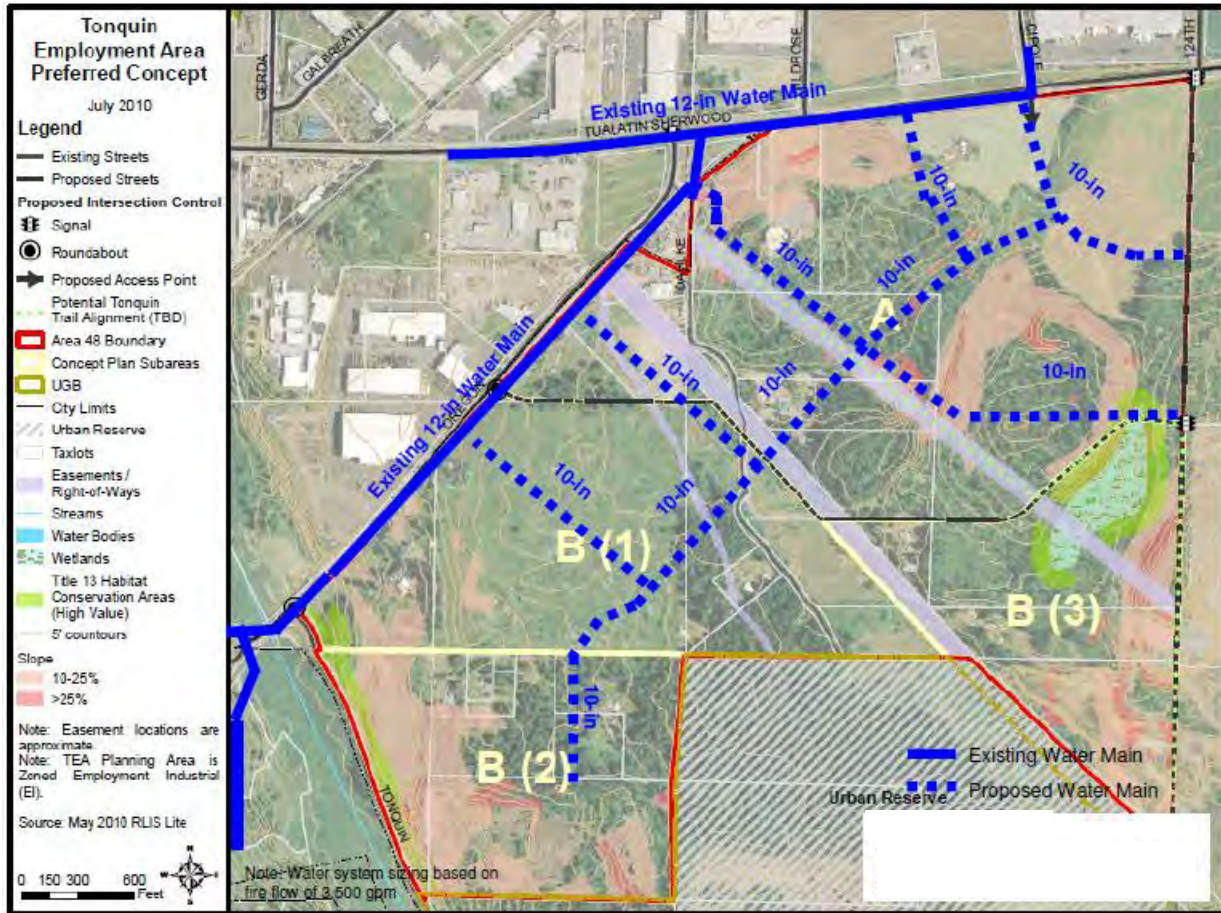 Tonquin
Employment Area
Preferred Concept
July 2010
Legend
Existing Streets
Proposed Streets
Proposed Intersection Control
Signal
Roundabout
Proposed Access Point
Potential Tonquin
Trail Alignment (TBD)
Area 48 Boundary
Concept Plan Subareas
UGB
City Limits
Urban Reserve
Taxlots
Easements /
Right-of-Ways
Streams
Water Bodies
Wetlands
Title 13 Habitat
Conservation Areas
(High Value)
5' countours
Slope
10-25%
>25%
Note: Easement locations are
approximate.
Note: TEA Planning Area is
Zoned Employment Industrial
(EI).
Source: May 2010 RLIS Lite
0 150 300 600
Feet
N
W E
S
GERDA
GALBREATH
CIPOLE
124TH
Existing 12-in Water Main
TUALATIN SHERWOOD
10-in
10-in
10-in
10-in
A
10-in
10-in
10-in
Existing 12-in Water Main
10-in
10-in
B (1)
B (3)
10-in
B (2)
TONQUIN
Existing Water Main
Proposed Water Main
Urban Reserve
Note: Water system sizing based on
fire flow of 3,500 gpm